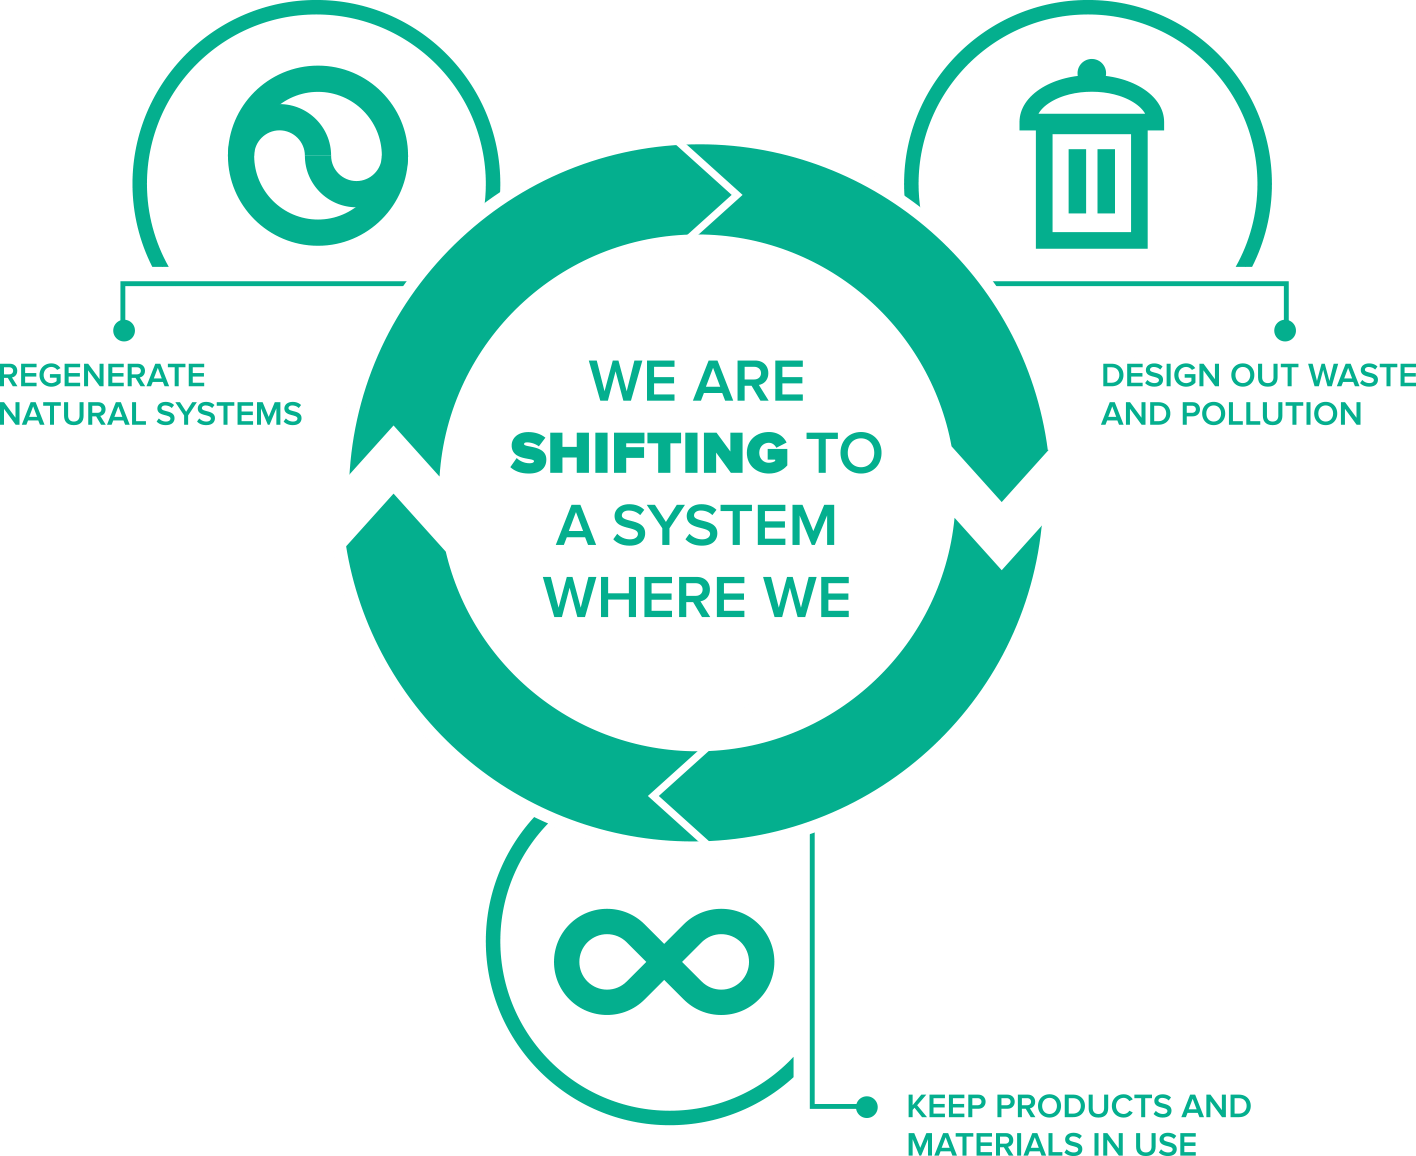 WE ARE
SHIFTING TO
A SYSTEM
WHERE WE
REGENERATE
NATURAL SYSTEMS
DESIGN OUT WASTE
AND POLLUTION
KEEP PRODUCTS AND
MATERIALS IN USE